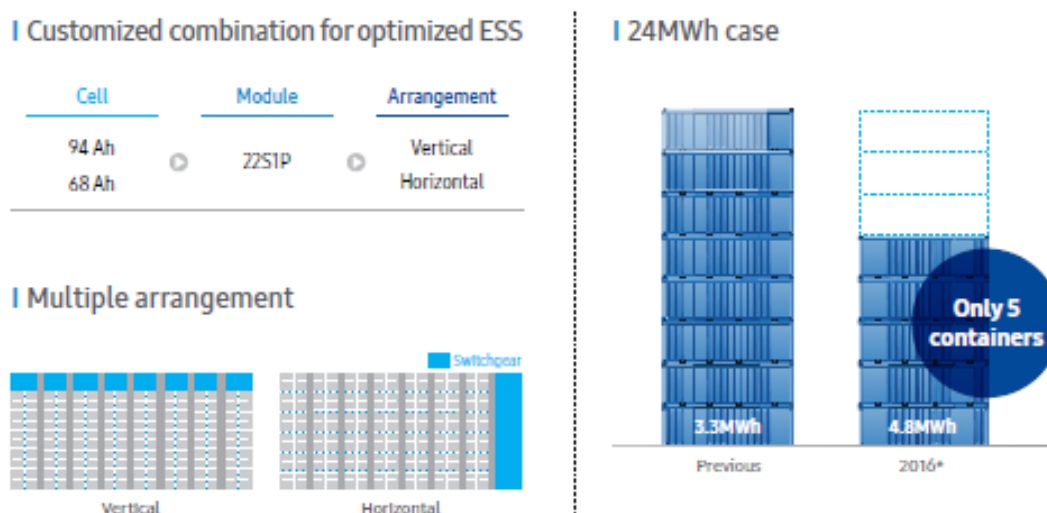 Customized combination for optimized ESS
Cell
Module
Arrangement
94 Ah
68 Ah
22S1P
Vertical
Horizontal
Multiple arrangement
Switchgear
Vertical
Horizontal
24MWh case
Only 5
containers
3.3MWh
4.8MWh
Previous
2016*